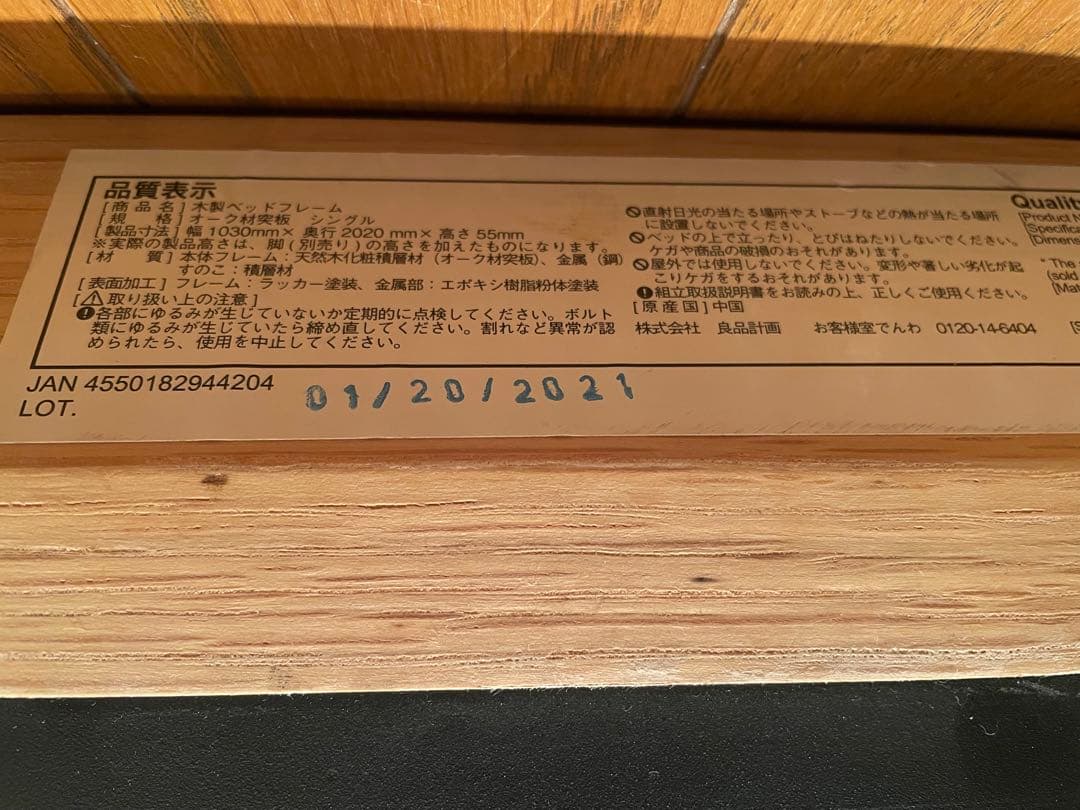 品質表示
[商品名] 木製ベッドフレーム
[規 格] オーク材突板 シングル
[製品寸法] 幅 1030mm× 奥行 2020 mm× 高さ 55mm
※実際の製品高さは、脚(別売り)の高さを加えたものになります。
[材 質] 本体フレーム:天然木化粧積層材(オーク材突板)、金属(鋼)
すのこ:積層材
[表面加工] フレーム:ラッカー塗装、金属部:エポキシ樹脂粉体塗装
[⚠取り扱い上の注意]
各部にゆるみが生じていないか定期的に点検してください。ボルト
類にゆるみが生じていたら締め直してください。割れなど異常が認
められたら、使用を中止してください。
直射日光の当たる場所やストーブなどの熱が当たる場所
に設置しないでください。
ベッドの上で立ったり、とびはねたりしないでください。
ケガや商品の破損のおそれがあります。
屋外では使用しないでください。変形や著しい劣化が起
こりケガをするおそれがあります。
組立取扱説明書をお読みの上、正しくご使用ください。
[原産国] 中国
株式会社 良品計画 お客様室でんわ 0120-14-6404
Quality
[Product N
[Specifica
[Dimens
* The
(sold
[Mat
[S
JAN 4550182944204
LOT. 01/20/2021